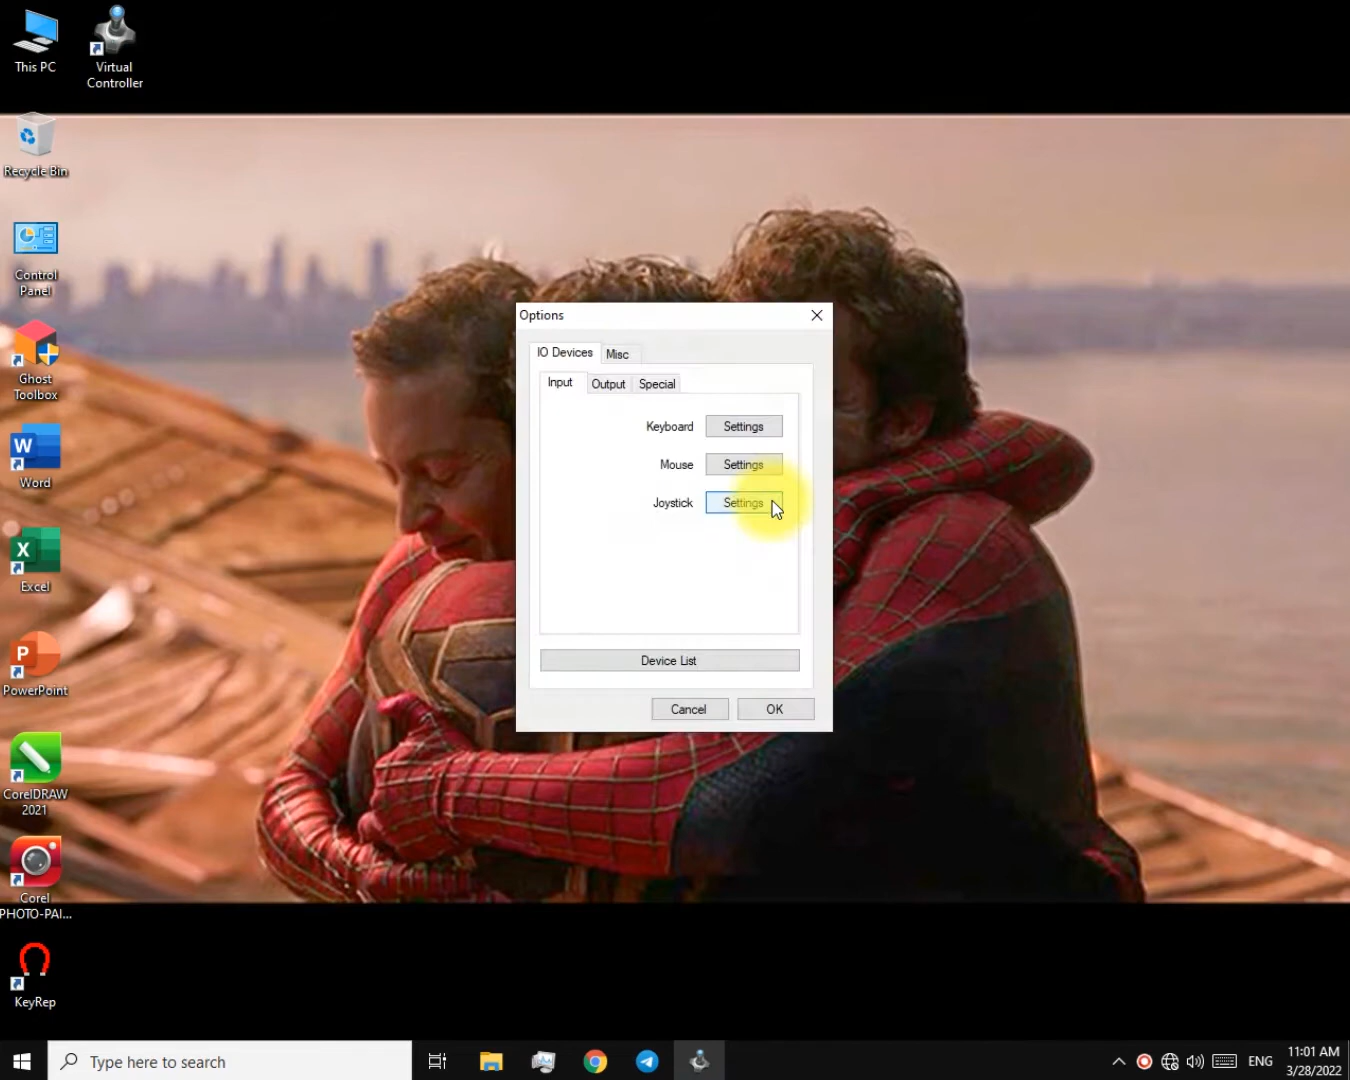 This PC
Virtual
Controller
Recycle Bin
Control
Panel
Ghost
Toolbox
Word
Excel
PowerPoint
CorelDRAW
2021
Corel
PHOTO-PAI...
KeyRep
Options
IO Devices
Misc
Input
Output
Special
Keyboard
Settings
Mouse
Settings
Joystick
Settings
Device List
Cancel
OK
W
X
P
Type here to search
ENG
11:01 AM
3/28/2022